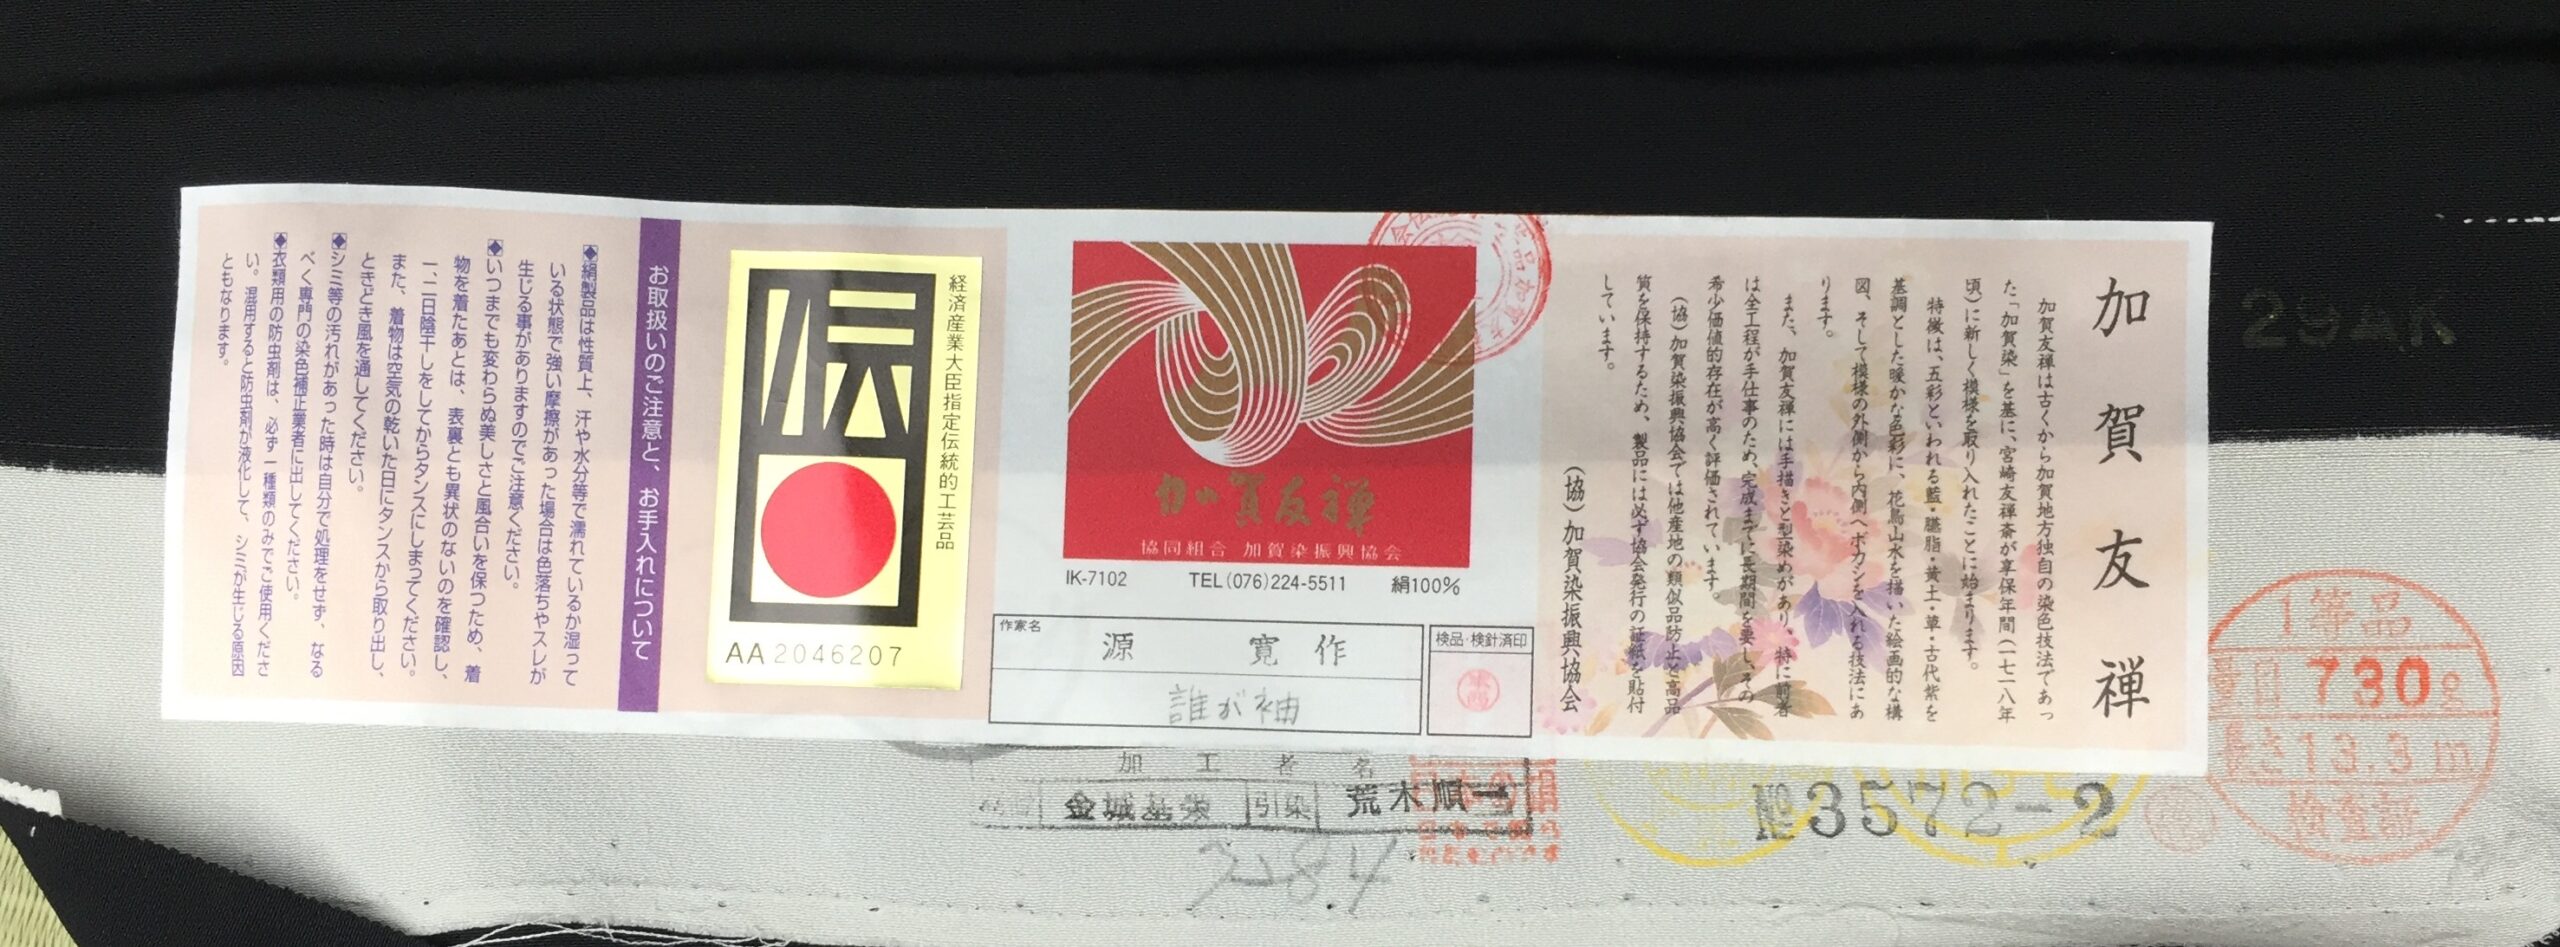 加賀友禅
加賀友禅は古くから加賀地方独自の染色技法であっ
た「加賀染」を基に、宮崎友禅斎が享保年間(一七一八年
頃)に新しく模様を取り入れたことに始まります。
特徴は、五彩といわれる藍・臙脂・黄土・草・古代紫を
基調とした暖かな色彩に、花鳥山水を描いた絵画的な構
図、そして模様の外側から内側へボカシを入れる技法にあ
ります。
また、加賀友禅には手描きと型染めがあり、特に前者
は全工程が手仕事のため、完成までに長期間を要し、その
希少価値的存在が高く評価されています。
(協)加賀染振興協会では他産地の類似品防止と高品
質を保持するため、製品には必ず協会発行の証紙を貼付
しています。
(協)加賀染振興協会
加賀友禅
協同組合 加賀染振興協会
IK-7102 TEL(076)224-5511 絹100%
作家名
源 寛 作
誰が袖
検品・検針済印
経済産業大臣指定伝統的工芸品
伝
AA 2046207
お取扱いのご注意と、お手入れについて
◆絹製品は性質上、汗や水分等で濡れているか湿って
いる状態で強い摩擦があった場合は色落ちやスレが
生じる事がありますのでご注意ください。
◆いつまでも変わらぬ美しさと風合いを保つため、着
物を着たあとは、表裏とも異状のないのを確認し、
一、二日陰干しをしてからタンスにしまってください。
また、着物は空気の乾いた日にタンスから取り出し、
ときどき風を通してください。
◆シミ等の汚れがあった時は自分で処理をせず、なる
べく専門の染色補正業者に出してください。
◆衣類用の防虫剤は、必ず一種類のみでご使用くださ
い。混用すると防虫剤が液化して、シミが生じる原因
ともなります。
加工者名
金城基栄 引染 荒木順一
№3572-2
1等品
730g
長さ13.3m
検査証